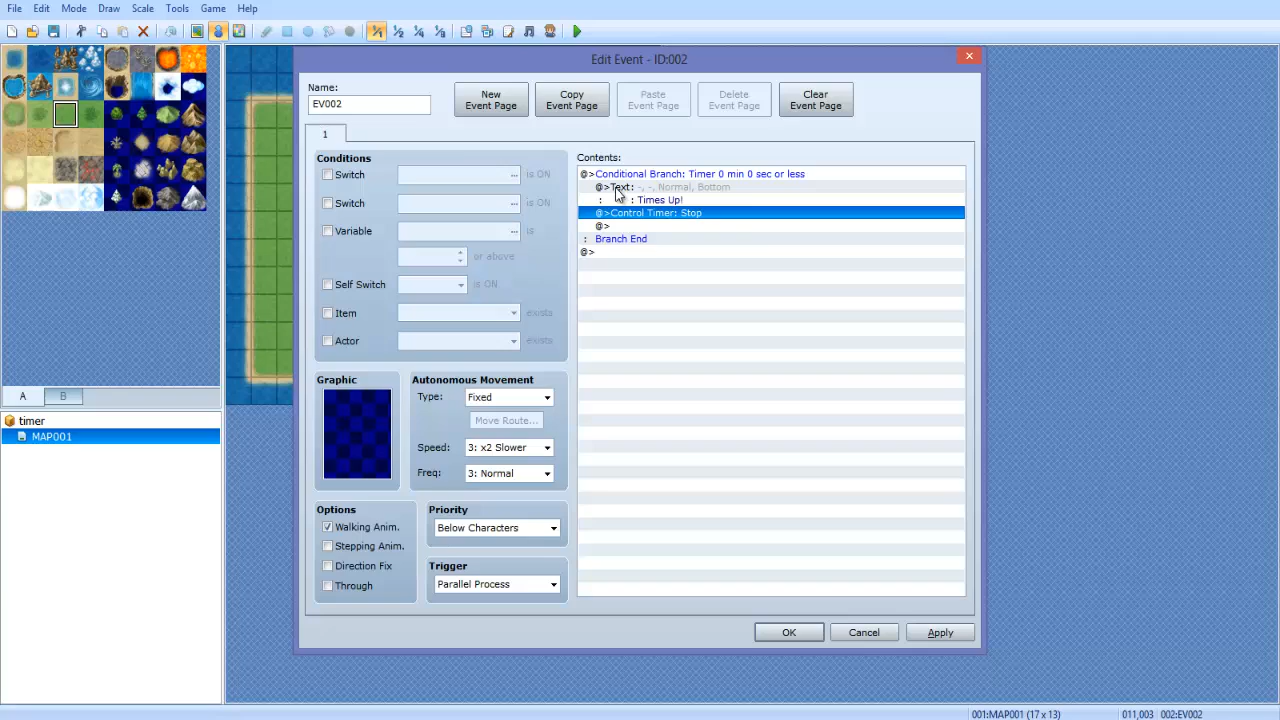 File Edit Mode Draw Scale Tools Game Help
Edit Event - ID:002
Name:
EV002
New Event Page
Copy Event Page
Paste Event Page
Delete Event Page
Clear Event Page
1
Conditions
Switch ... is ON
Switch ... is ON
Variable ... is
or above
Self Switch is ON
Item exists
Actor exists
Graphic
Autonomous Movement
Type: Fixed
Move Route...
Speed: 3: x2 Slower
Freq: 3: Normal
Options
Walking Anim.
Stepping Anim.
Direction Fix
Through
Priority
Below Characters
Trigger
Parallel Process
Contents:
@>Conditional Branch: Timer 0 min 0 sec or less
@>Text: -, -, Normal, Bottom
: : Times Up!
@>Control Timer: Stop
@>
: Branch End
@>
OK Cancel Apply
A B
timer
MAP001
001:MAP001 (17 x 13) 011,003 002:EV002